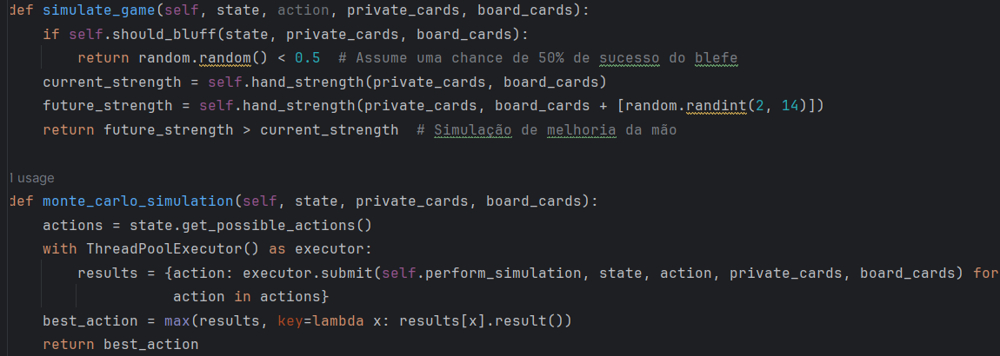 def simulate_game(self, state, action, private_cards, board_cards):
    if self.should_bluff(state, private_cards, board_cards):
        return random.random() < 0.5  # Assume uma chance de 50% de sucesso do blefe
    current_strength = self.hand_strength(private_cards, board_cards)
    future_strength = self.hand_strength(private_cards, board_cards + [random.randint(2, 14)])
    return future_strength > current_strength  # Simulação de melhoria da mão
1 usage
def monte_carlo_simulation(self, state, private_cards, board_cards):
    actions = state.get_possible_actions()
    with ThreadPoolExecutor() as executor:
        results = {action: executor.submit(self.perform_simulation, state, action, private_cards, board_cards) for
                   action in actions}
    best_action = max(results, key=lambda x: results[x].result())
    return best_action